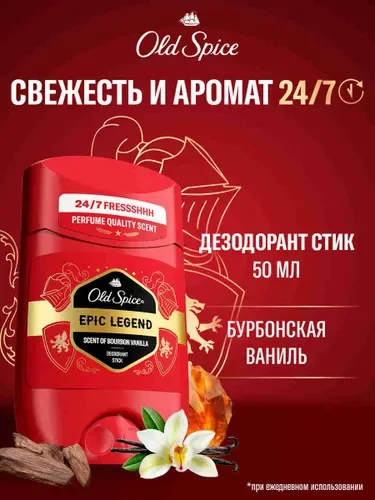 Old Spice
СВЕЖЕСТЬ И АРОМАТ 24/7
24/7 FRESSSHHH
PERFUME QUALITY SCENT
ДЕЗОДОРАНТ СТИК
50 МЛ
Old Spice
EPIC LEGEND
SCENT OF BOURBON VANILLA
DEODORANT
STICK
БУРБОНСКАЯ
ВАНИЛЬ
*при ежедневном использовании